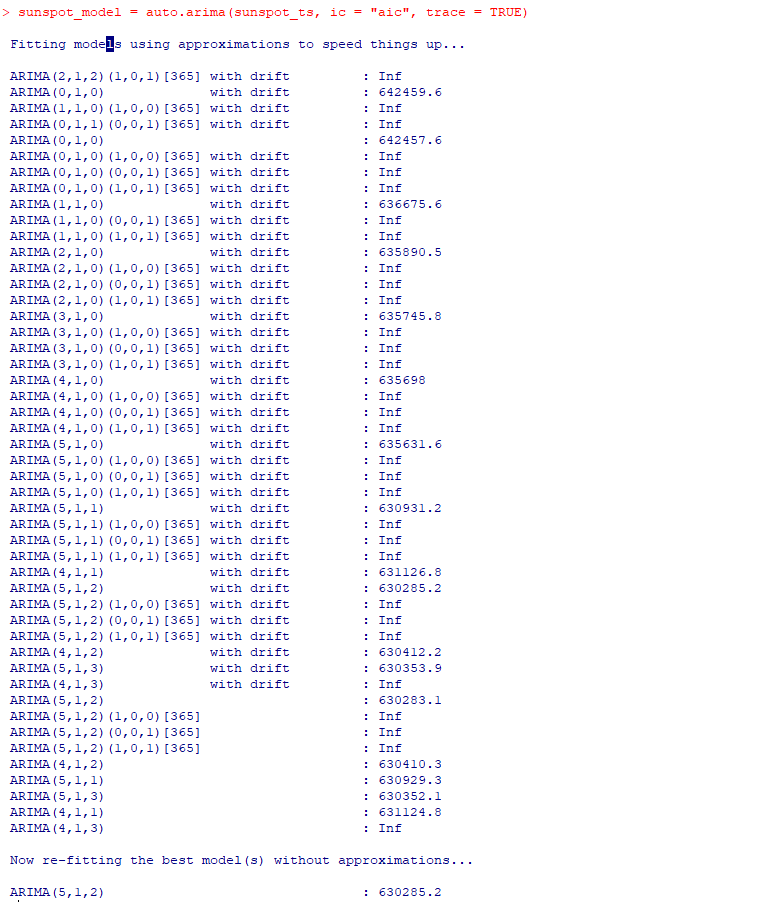 > sunspot_model = auto.arima(sunspot_ts, ic = "aic", trace = TRUE)
Fitting models using approximations to speed things up...
ARIMA(2,1,2)(1,0,1)[365] with drift : Inf
ARIMA(0,1,0) with drift : 642459.6
ARIMA(1,1,0)(1,0,0)[365] with drift : Inf
ARIMA(0,1,1)(0,0,1)[365] with drift : Inf
ARIMA(0,1,0) : 642457.6
ARIMA(0,1,0)(1,0,0)[365] with drift : Inf
ARIMA(0,1,0)(0,0,1)[365] with drift : Inf
ARIMA(0,1,0)(1,0,1)[365] with drift : Inf
ARIMA(1,1,0) with drift : 636675.6
ARIMA(1,1,0)(0,0,1)[365] with drift : Inf
ARIMA(1,1,0)(1,0,1)[365] with drift : Inf
ARIMA(2,1,0) with drift : 635890.5
ARIMA(2,1,0)(1,0,0)[365] with drift : Inf
ARIMA(2,1,0)(0,0,1)[365] with drift : Inf
ARIMA(2,1,0)(1,0,1)[365] with drift : Inf
ARIMA(3,1,0) with drift : 635745.8
ARIMA(3,1,0)(1,0,0)[365] with drift : Inf
ARIMA(3,1,0)(0,0,1)[365] with drift : Inf
ARIMA(3,1,0)(1,0,1)[365] with drift : Inf
ARIMA(4,1,0) with drift : 635698
ARIMA(4,1,0)(1,0,0)[365] with drift : Inf
ARIMA(4,1,0)(0,0,1)[365] with drift : Inf
ARIMA(4,1,0)(1,0,1)[365] with drift : Inf
ARIMA(5,1,0) with drift : 635631.6
ARIMA(5,1,0)(1,0,0)[365] with drift : Inf
ARIMA(5,1,0)(0,0,1)[365] with drift : Inf
ARIMA(5,1,0)(1,0,1)[365] with drift : Inf
ARIMA(5,1,1) with drift : 630931.2
ARIMA(5,1,1)(1,0,0)[365] with drift : Inf
ARIMA(5,1,1)(0,0,1)[365] with drift : Inf
ARIMA(5,1,1)(1,0,1)[365] with drift : Inf
ARIMA(4,1,1) with drift : 631126.8
ARIMA(5,1,2) with drift : 630285.2
ARIMA(5,1,2)(1,0,0)[365] with drift : Inf
ARIMA(5,1,2)(0,0,1)[365] with drift : Inf
ARIMA(5,1,2)(1,0,1)[365] with drift : Inf
ARIMA(4,1,2) with drift : 630412.2
ARIMA(5,1,3) with drift : 630353.9
ARIMA(4,1,3) with drift : Inf
ARIMA(5,1,2) : 630283.1
ARIMA(5,1,2)(1,0,0)[365] : Inf
ARIMA(5,1,2)(0,0,1)[365] : Inf
ARIMA(5,1,2)(1,0,1)[365] : Inf
ARIMA(4,1,2) : 630410.3
ARIMA(5,1,1) : 630929.3
ARIMA(5,1,3) : 630352.1
ARIMA(4,1,1) : 631124.8
ARIMA(4,1,3) : Inf
Now re-fitting the best model(s) without approximations...
ARIMA(5,1,2) : 630285.2